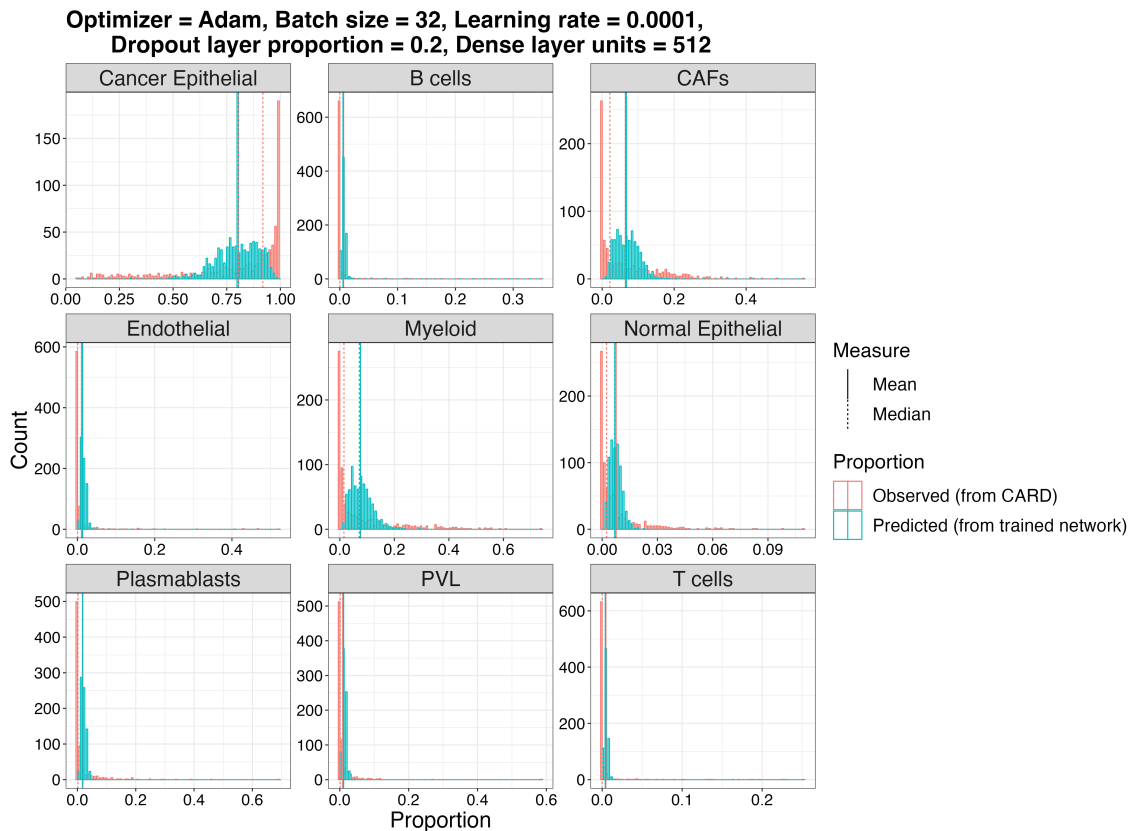 Optimizer = Adam, Batch size = 32, Learning rate = 0.0001,
Dropout layer proportion = 0.2, Dense layer units = 512
Cancer Epithelial
B cells
CAFs
150
100
50
0
0.00 0.25 0.50 0.75 1.00
600
400
200
0
0.0 0.1 0.2 0.3
200
100
0
0.0 0.2 0.4
Endothelial
Myeloid
Normal Epithelial
600
400
200
0
0.0 0.2 0.4
200
100
0
0.0 0.2 0.4 0.6
200
100
0
0.00 0.03 0.06 0.09
Plasmablasts
PVL
T cells
500
400
300
200
100
0
0.0 0.2 0.4 0.6
500
400
300
200
100
0
0.0 0.2 0.4 0.6
600
400
200
0
0.0 0.1 0.2
Count
Proportion
Measure
Mean
Median
Proportion
Observed (from CARD)
Predicted (from trained network)